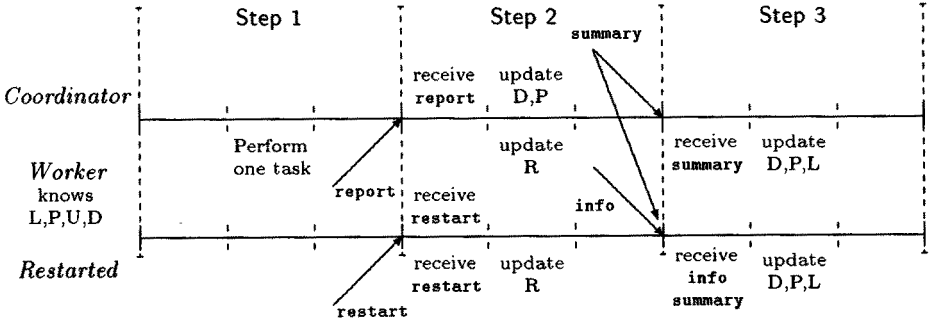 Step 1 Step 2 Step 3
summary
receive update
report D,P
Coordinator
Perform
one task
update
R
receive update
summary D,P,L
Worker
knows
L,P,U,D
report
receive
restart
info
Restarted
receive update
restart R
receive update
info D,P,L
summary
restart